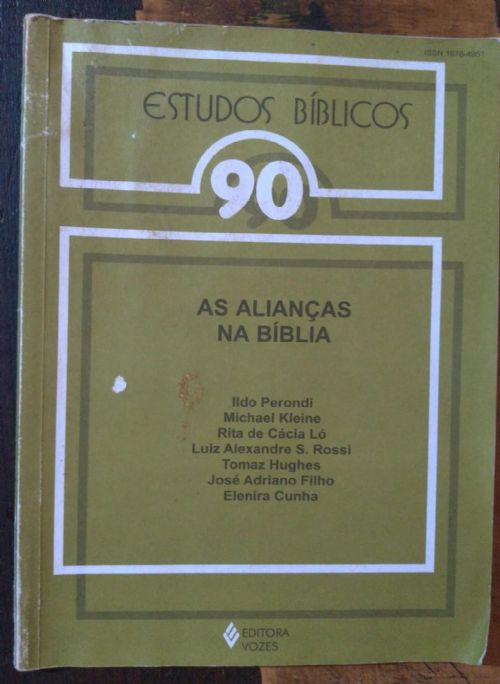 ISSN 1676-4951
ESTUDOS BÍBLICOS
90
AS ALIANÇAS
NA BÍBLIA
Ildo Perondi
Michael Kleine
Rita de Cácia Ló
Luiz Alexandre S. Rossi
Tomaz Hughes
José Adriano Filho
Elenira Cunha
EDITORA
VOZES